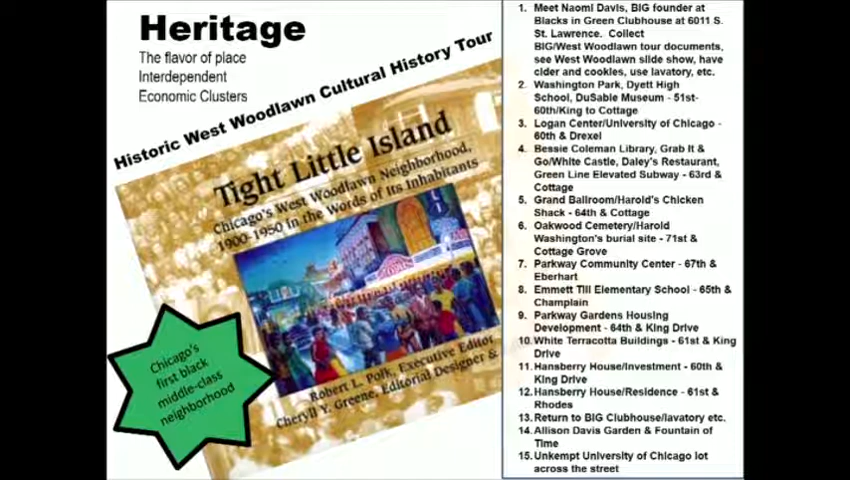 Heritage
The flavor of place
Interdependent
Economic Clusters
Historic West Woodlawn Cultural History Tour
Tight Little Island
Chicago's West Woodlawn Neighborhood,
1900-1950 in the Words of Its Inhabitants
Robert L. Polk, Executive Editor
Cheryll Y. Greene, Editorial Designer &
Chicago's
first black
middle-class
neighborhood
1. Meet Naomi Davis, BIG founder at
Blacks in Green Clubhouse at 6011 S.
St. Lawrence. Collect
BIG/West Woodlawn tour documents,
see West Woodlawn slide show, have
cider and cookies, use lavatory, etc.
2. Washington Park, Dyett High
School, DuSable Museum - 51st-
60th/King to Cottage
3. Logan Center/University of Chicago -
60th & Drexel
4. Bessie Coleman Library, Grab It &
Go/White Castle, Daley's Restaurant,
Green Line Elevated Subway - 63rd &
Cottage
5. Grand Ballroom/Harold's Chicken
Shack - 64th & Cottage
6. Oakwood Cemetery/Harold
Washington's burial site - 71st &
Cottage Grove
7. Parkway Community Center - 67th &
Eberhart
8. Emmett Till Elementary School - 65th &
Champlain
9. Parkway Gardens Housing
Development - 64th & King Drive
10. White Terracotta Buildings - 61st & King
Drive
11. Hansberry House/Investment - 60th &
King Drive
12. Hansberry House/Residence - 61st &
Rhodes
13. Return to BIG Clubhouse/lavatory etc.
14. Allison Davis Garden & Fountain of
Time
15. Unkempt University of Chicago lot
across the street